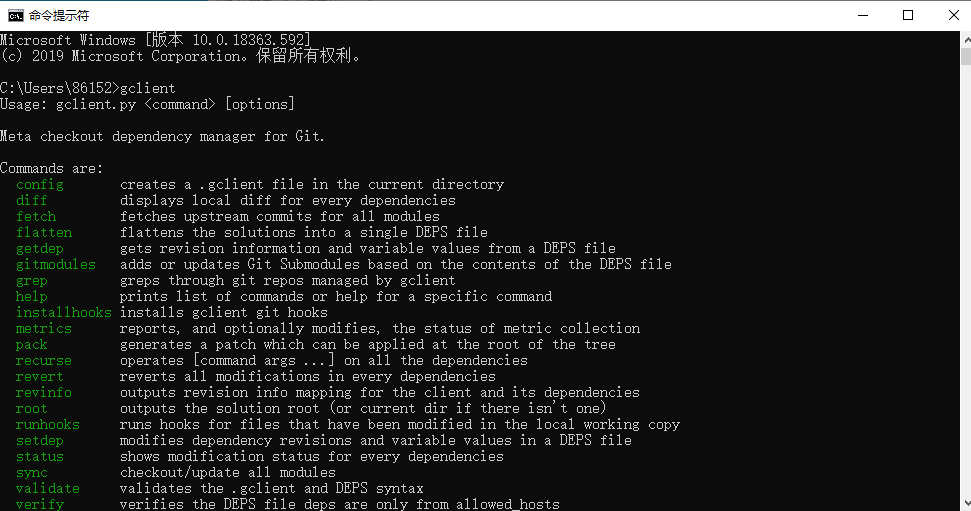 命令提示符
Microsoft Windows [版本 10.0.18363.592]
(c) 2019 Microsoft Corporation。保留所有权利。
C:\Users\86152>gclient
Usage: gclient.py <command> [options]
Meta checkout dependency manager for Git.
Commands are:
config creates a .gclient file in the current directory
diff displays local diff for every dependencies
fetch fetches upstream commits for all modules
flatten flattens the solutions into a single DEPS file
getdep gets revision information and variable values from a DEPS file
gitmodules adds or updates Git Submodules based on the contents of the DEPS file
grep greps through git repos managed by gclient
help prints list of commands or help for a specific command
installhooks installs gclient git hooks
metrics reports, and optionally modifies, the status of metric collection
pack generates a patch which can be applied at the root of the tree
recurse operates [command args ...] on all the dependencies
revert reverts all modifications in every dependencies
revinfo outputs revision info mapping for the client and its dependencies
root outputs the solution root (or current dir if there isn't one)
runhooks runs hooks for files that have been modified in the local working copy
setdep modifies dependency revisions and variable values in a DEPS file
status shows modification status for every dependencies
sync checkout/update all modules
validate validates the .gclient and DEPS syntax
verify verifies the DEPS file deps are only from allowed_hosts